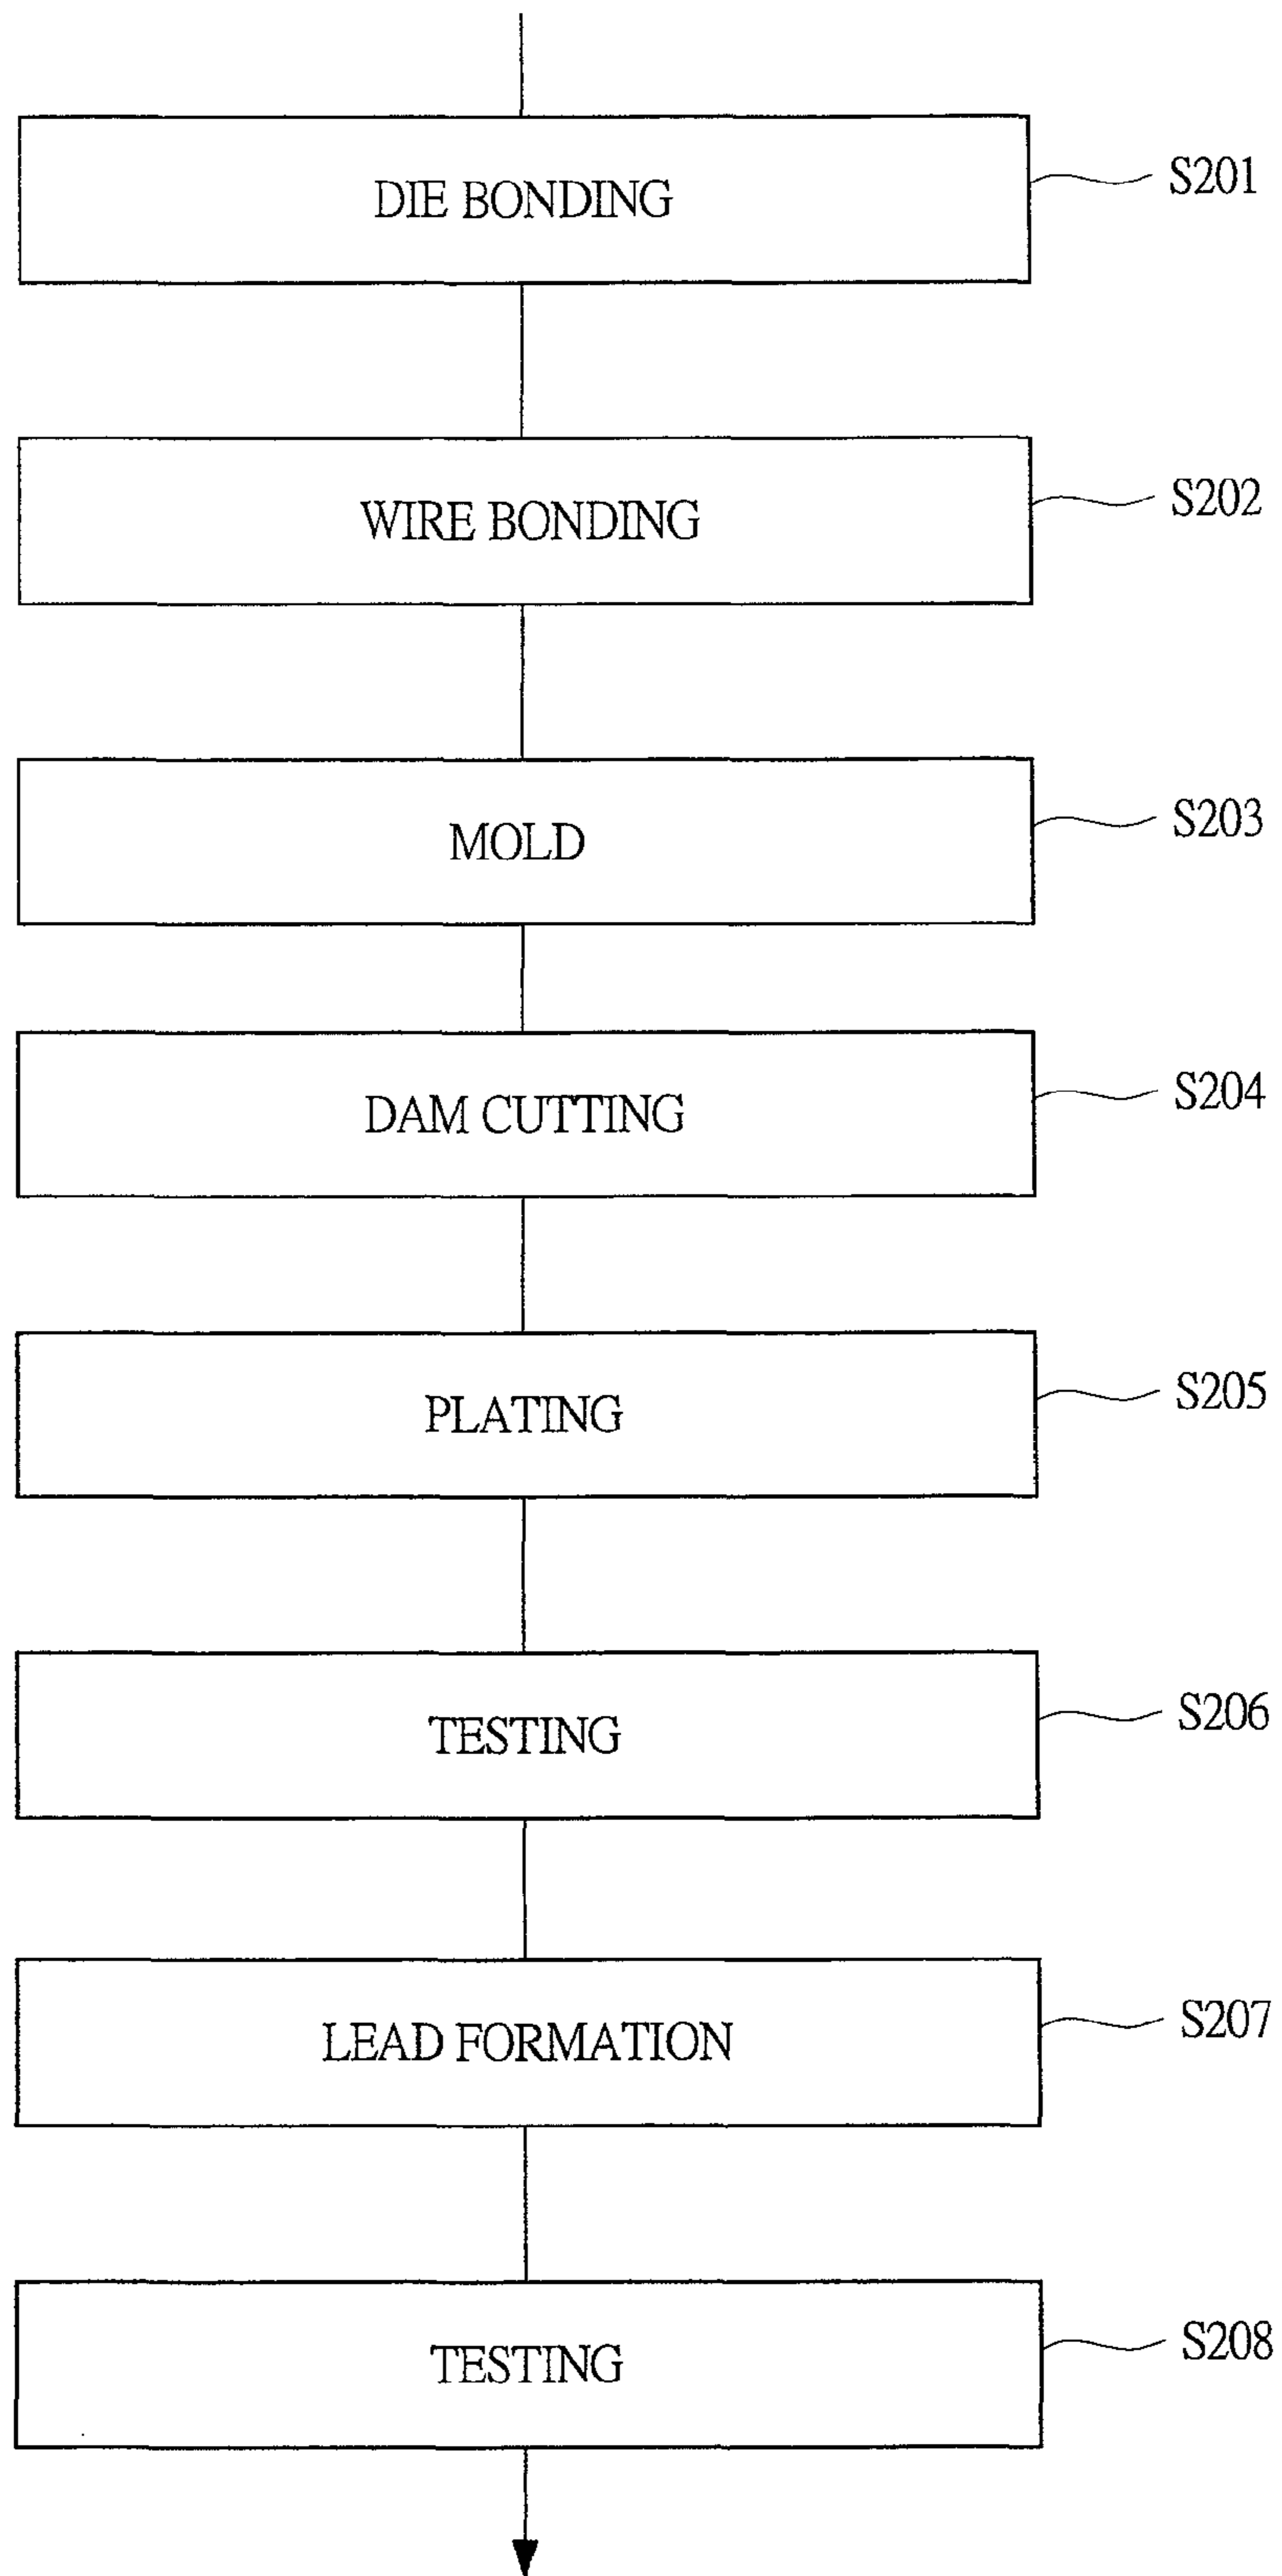 DIE BONDING S201
WIRE BONDING S202
MOLD S203
DAM CUTTING S204
PLATING S205
TESTING S206
LEAD FORMATION S207
TESTING S208